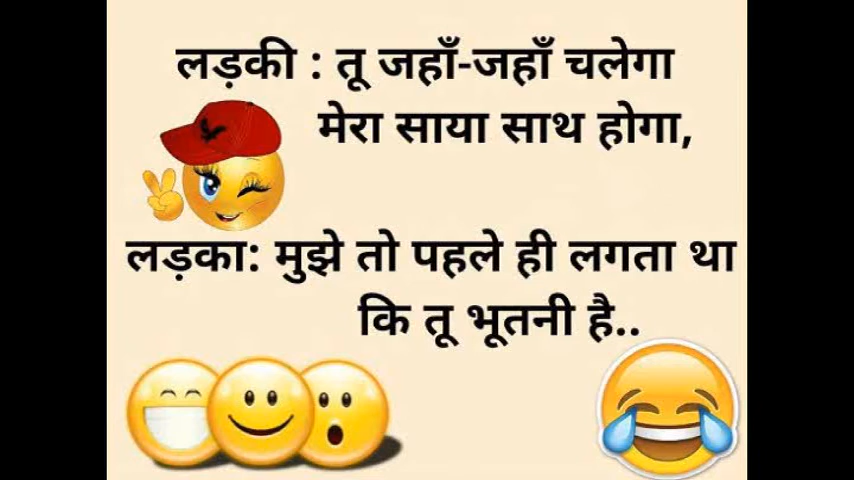 लड़की : तू जहाँ-जहाँ चलेगा
मेरा साया साथ होगा,
लड़का: मुझे तो पहले ही लगता था
कि तू भूतनी है..